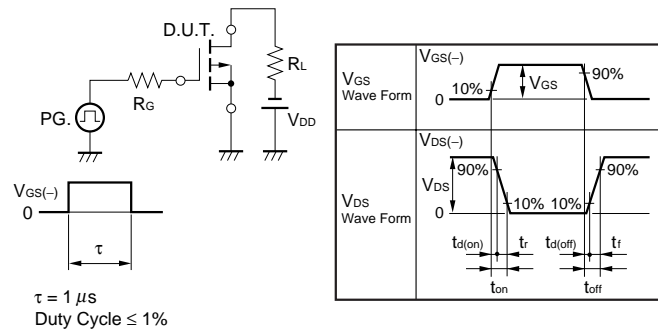 D.U.T.
RL
RG
PG.
VDD
VGS(−)
0
τ
τ = 1 μs
Duty Cycle ≤ 1%
VGS
Wave Form
VGS(−)
10%
0
VGS
90%
VDS
Wave Form
VDS(−)
90%
VDS
0
10% 10%
90%
td(on) tr td(off) tf
ton toff